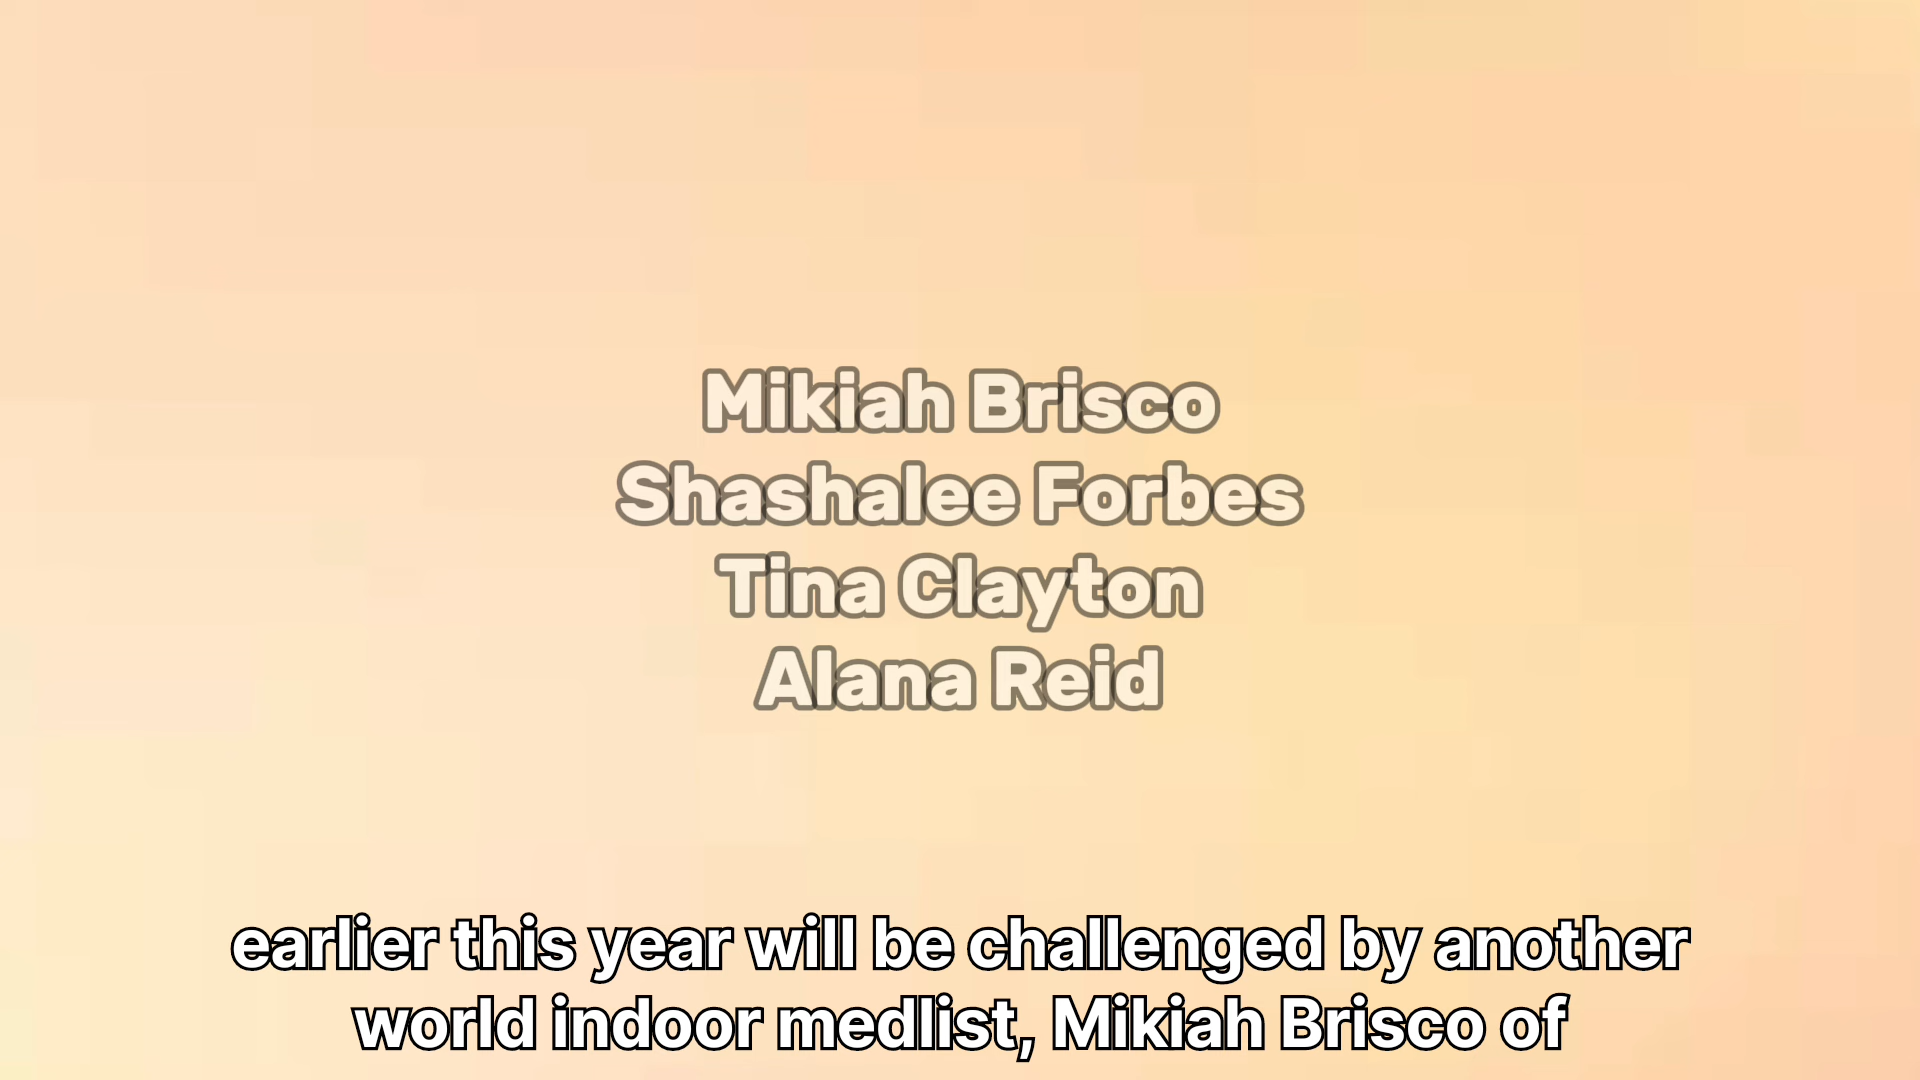 Mikiah Brisco
Shashalee Forbes
Tina Clayton
Alana Reid
earlier this year will be challenged by another
world indoor medlist, Mikiah Brisco of